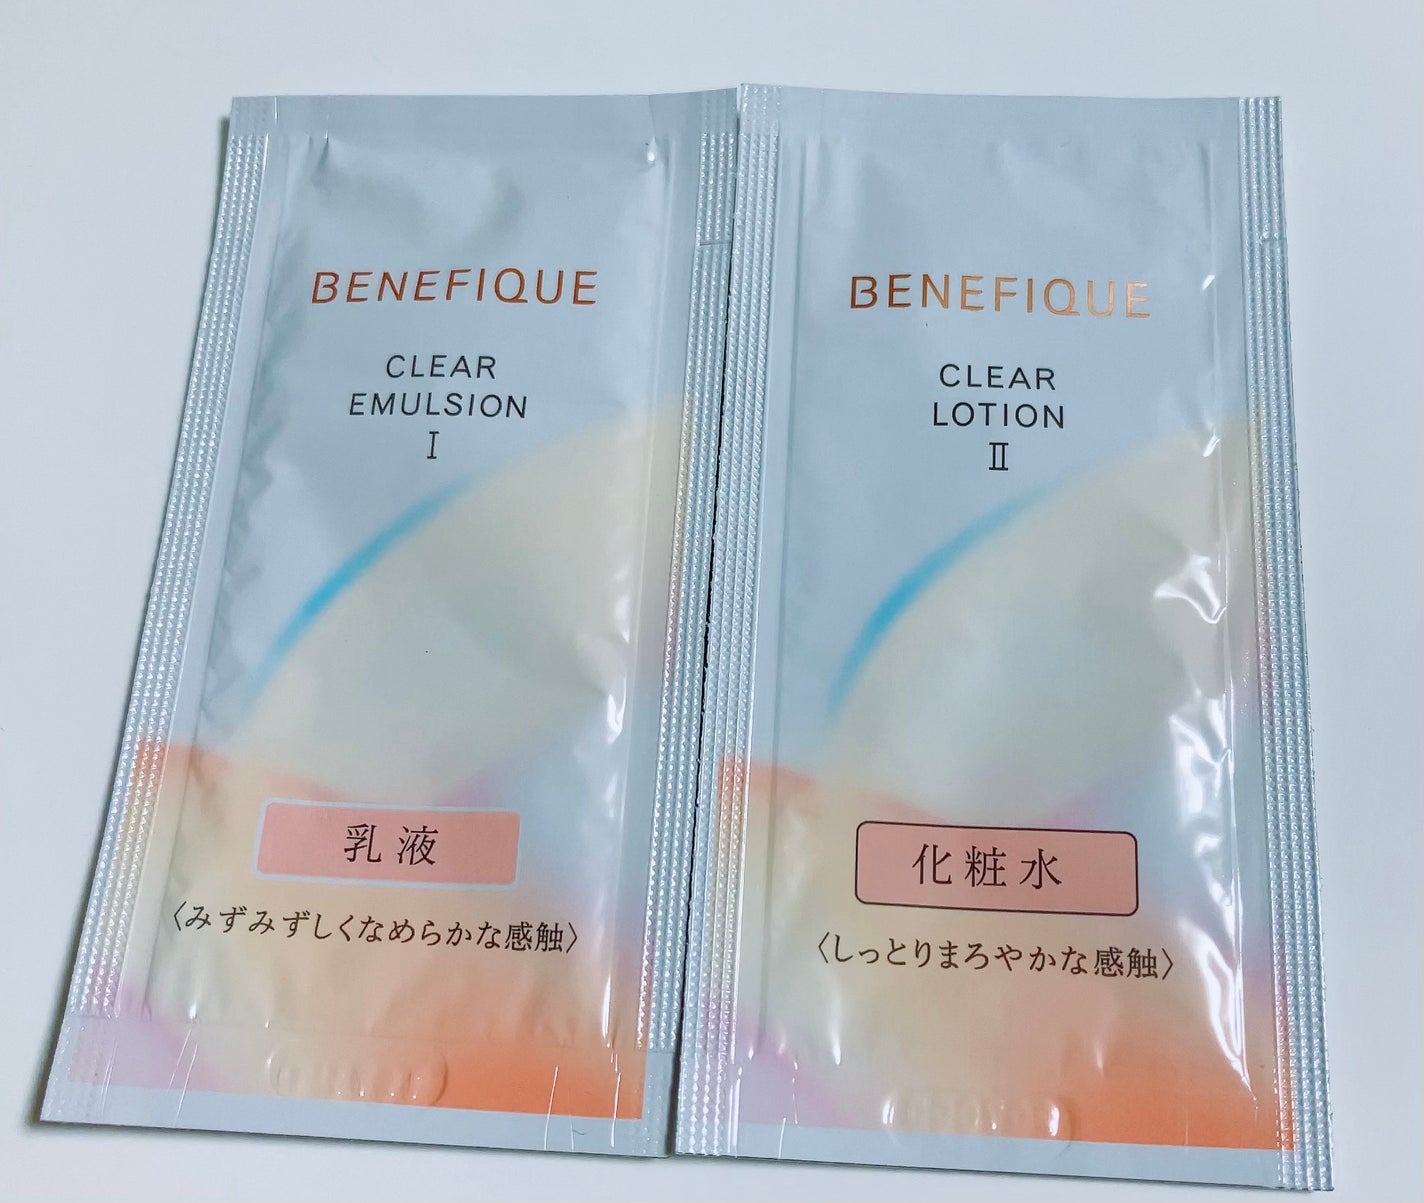 BENEFIQUE
CLEAR
EMULSION
I
乳液
〈みずみずしくなめらかな感触〉
BENEFIQUE
CLEAR
LOTION
II
化粧水
〈しっとりまろやかな感触〉